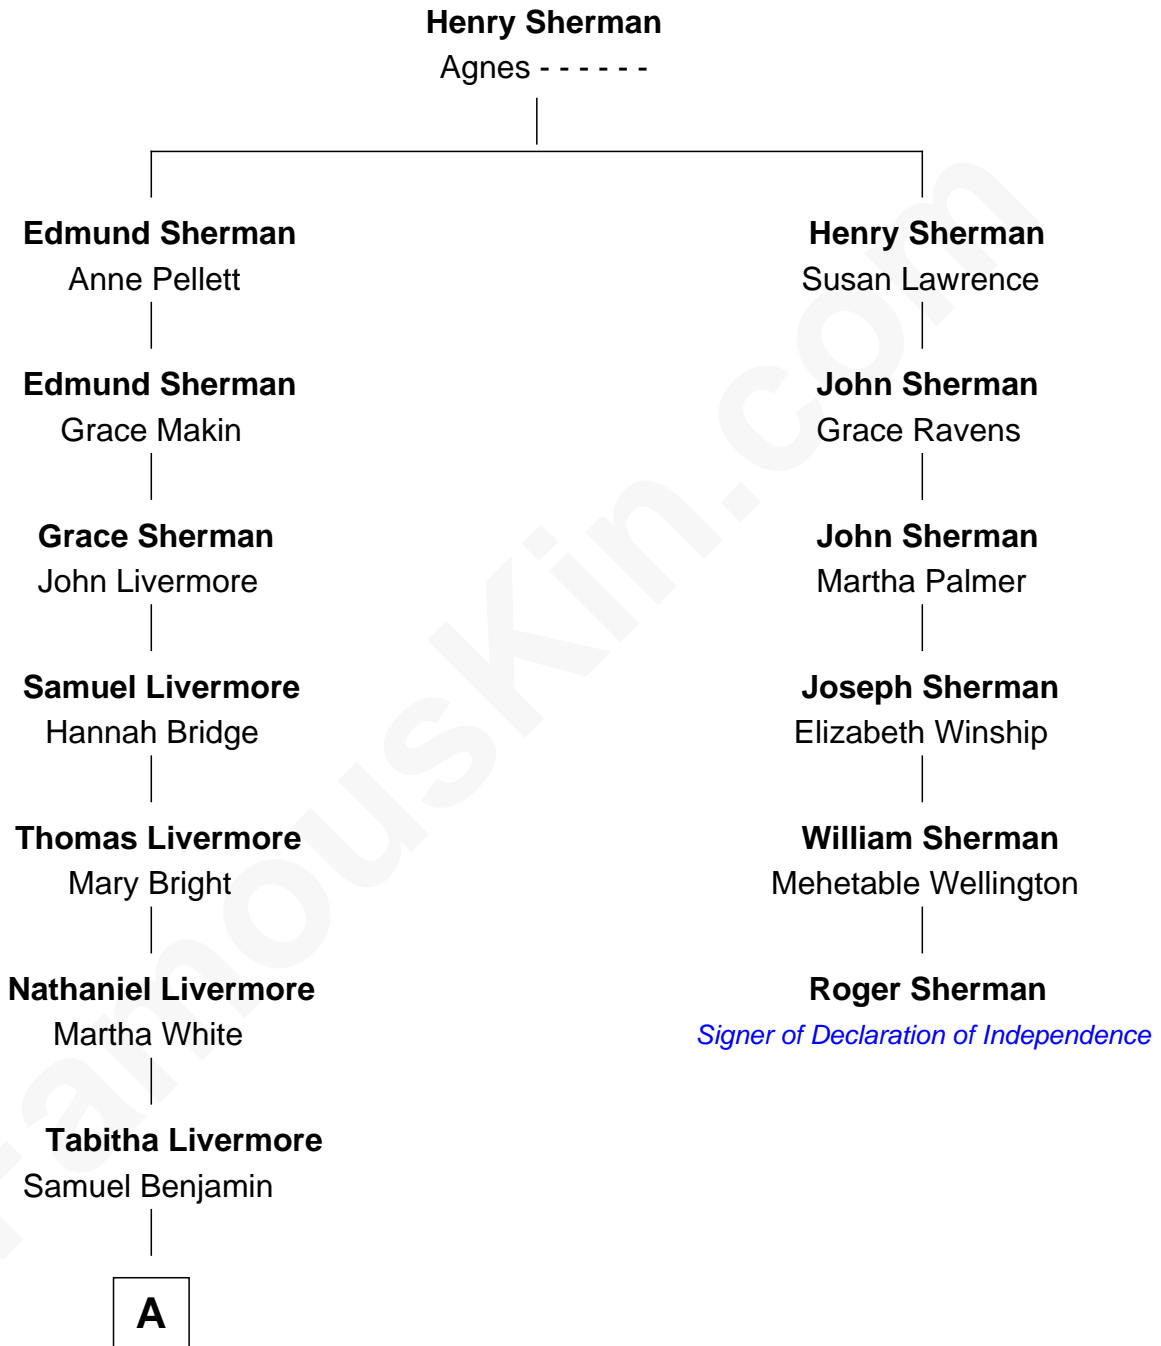 Henry Sherman
Agnes - - - - - -
Edmund Sherman
Anne Pellett
Henry Sherman
Susan Lawrence
Edmund Sherman
Grace Makin
John Sherman
Grace Ravens
Grace Sherman
John Livermore
John Sherman
Martha Palmer
Samuel Livermore
Hannah Bridge
Joseph Sherman
Elizabeth Winship
Thomas Livermore
Mary Bright
William Sherman
Mehetable Wellington
Nathaniel Livermore
Martha White
Roger Sherman
Signer of Declaration of Independence
Tabitha Livermore
Samuel Benjamin
A
FamousKin.com